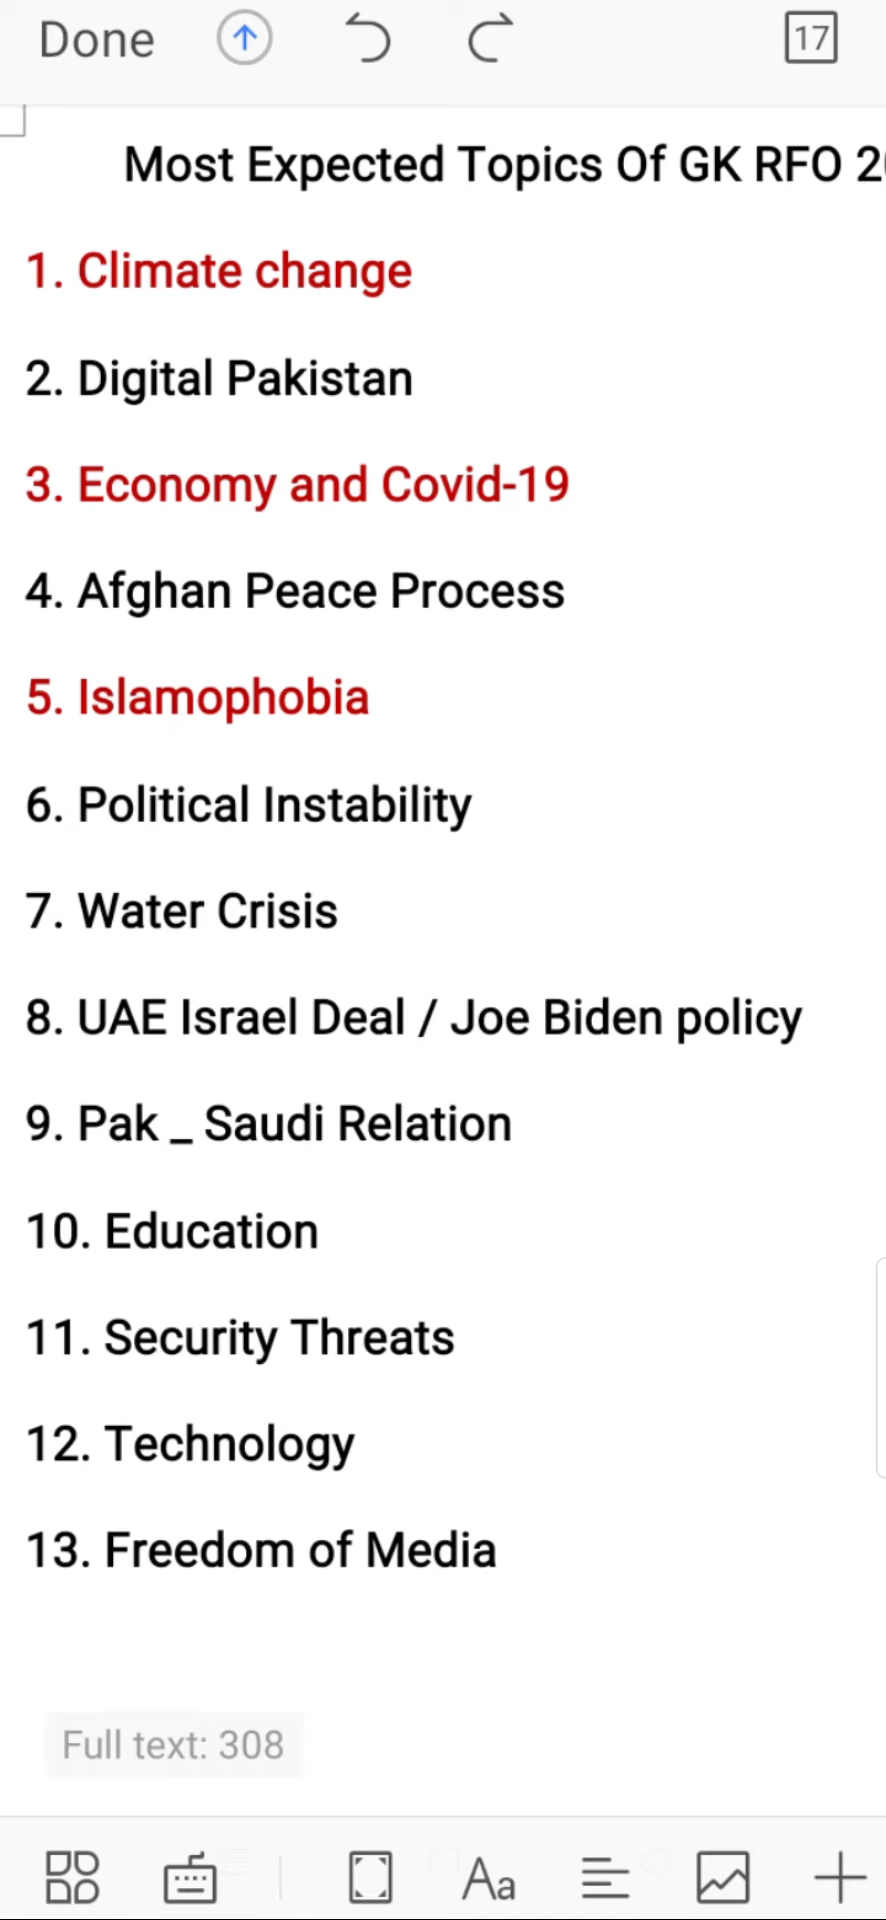 Done
17
Most Expected Topics Of GK RFO
1. Climate change
2. Digital Pakistan
3. Economy and Covid-19
4. Afghan Peace Process
5. Islamophobia
6. Political Instability
7. Water Crisis
8. UAE Israel Deal / Joe Biden policy
9. Pak _ Saudi Relation
10. Education
11. Security Threats
12. Technology
13. Freedom of Media
Full text: 308
Aa